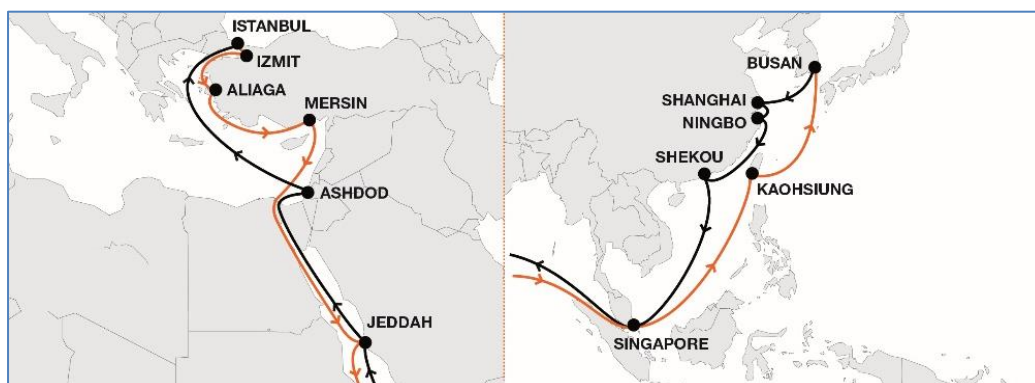 ISTANBUL
IZMIT
ALIAGA
MERSIN
ASHDOD
JEDDAH
BUSAN
SHANGHAI
NINGBO
SHEKOU
KAOHSIUNG
SINGAPORE